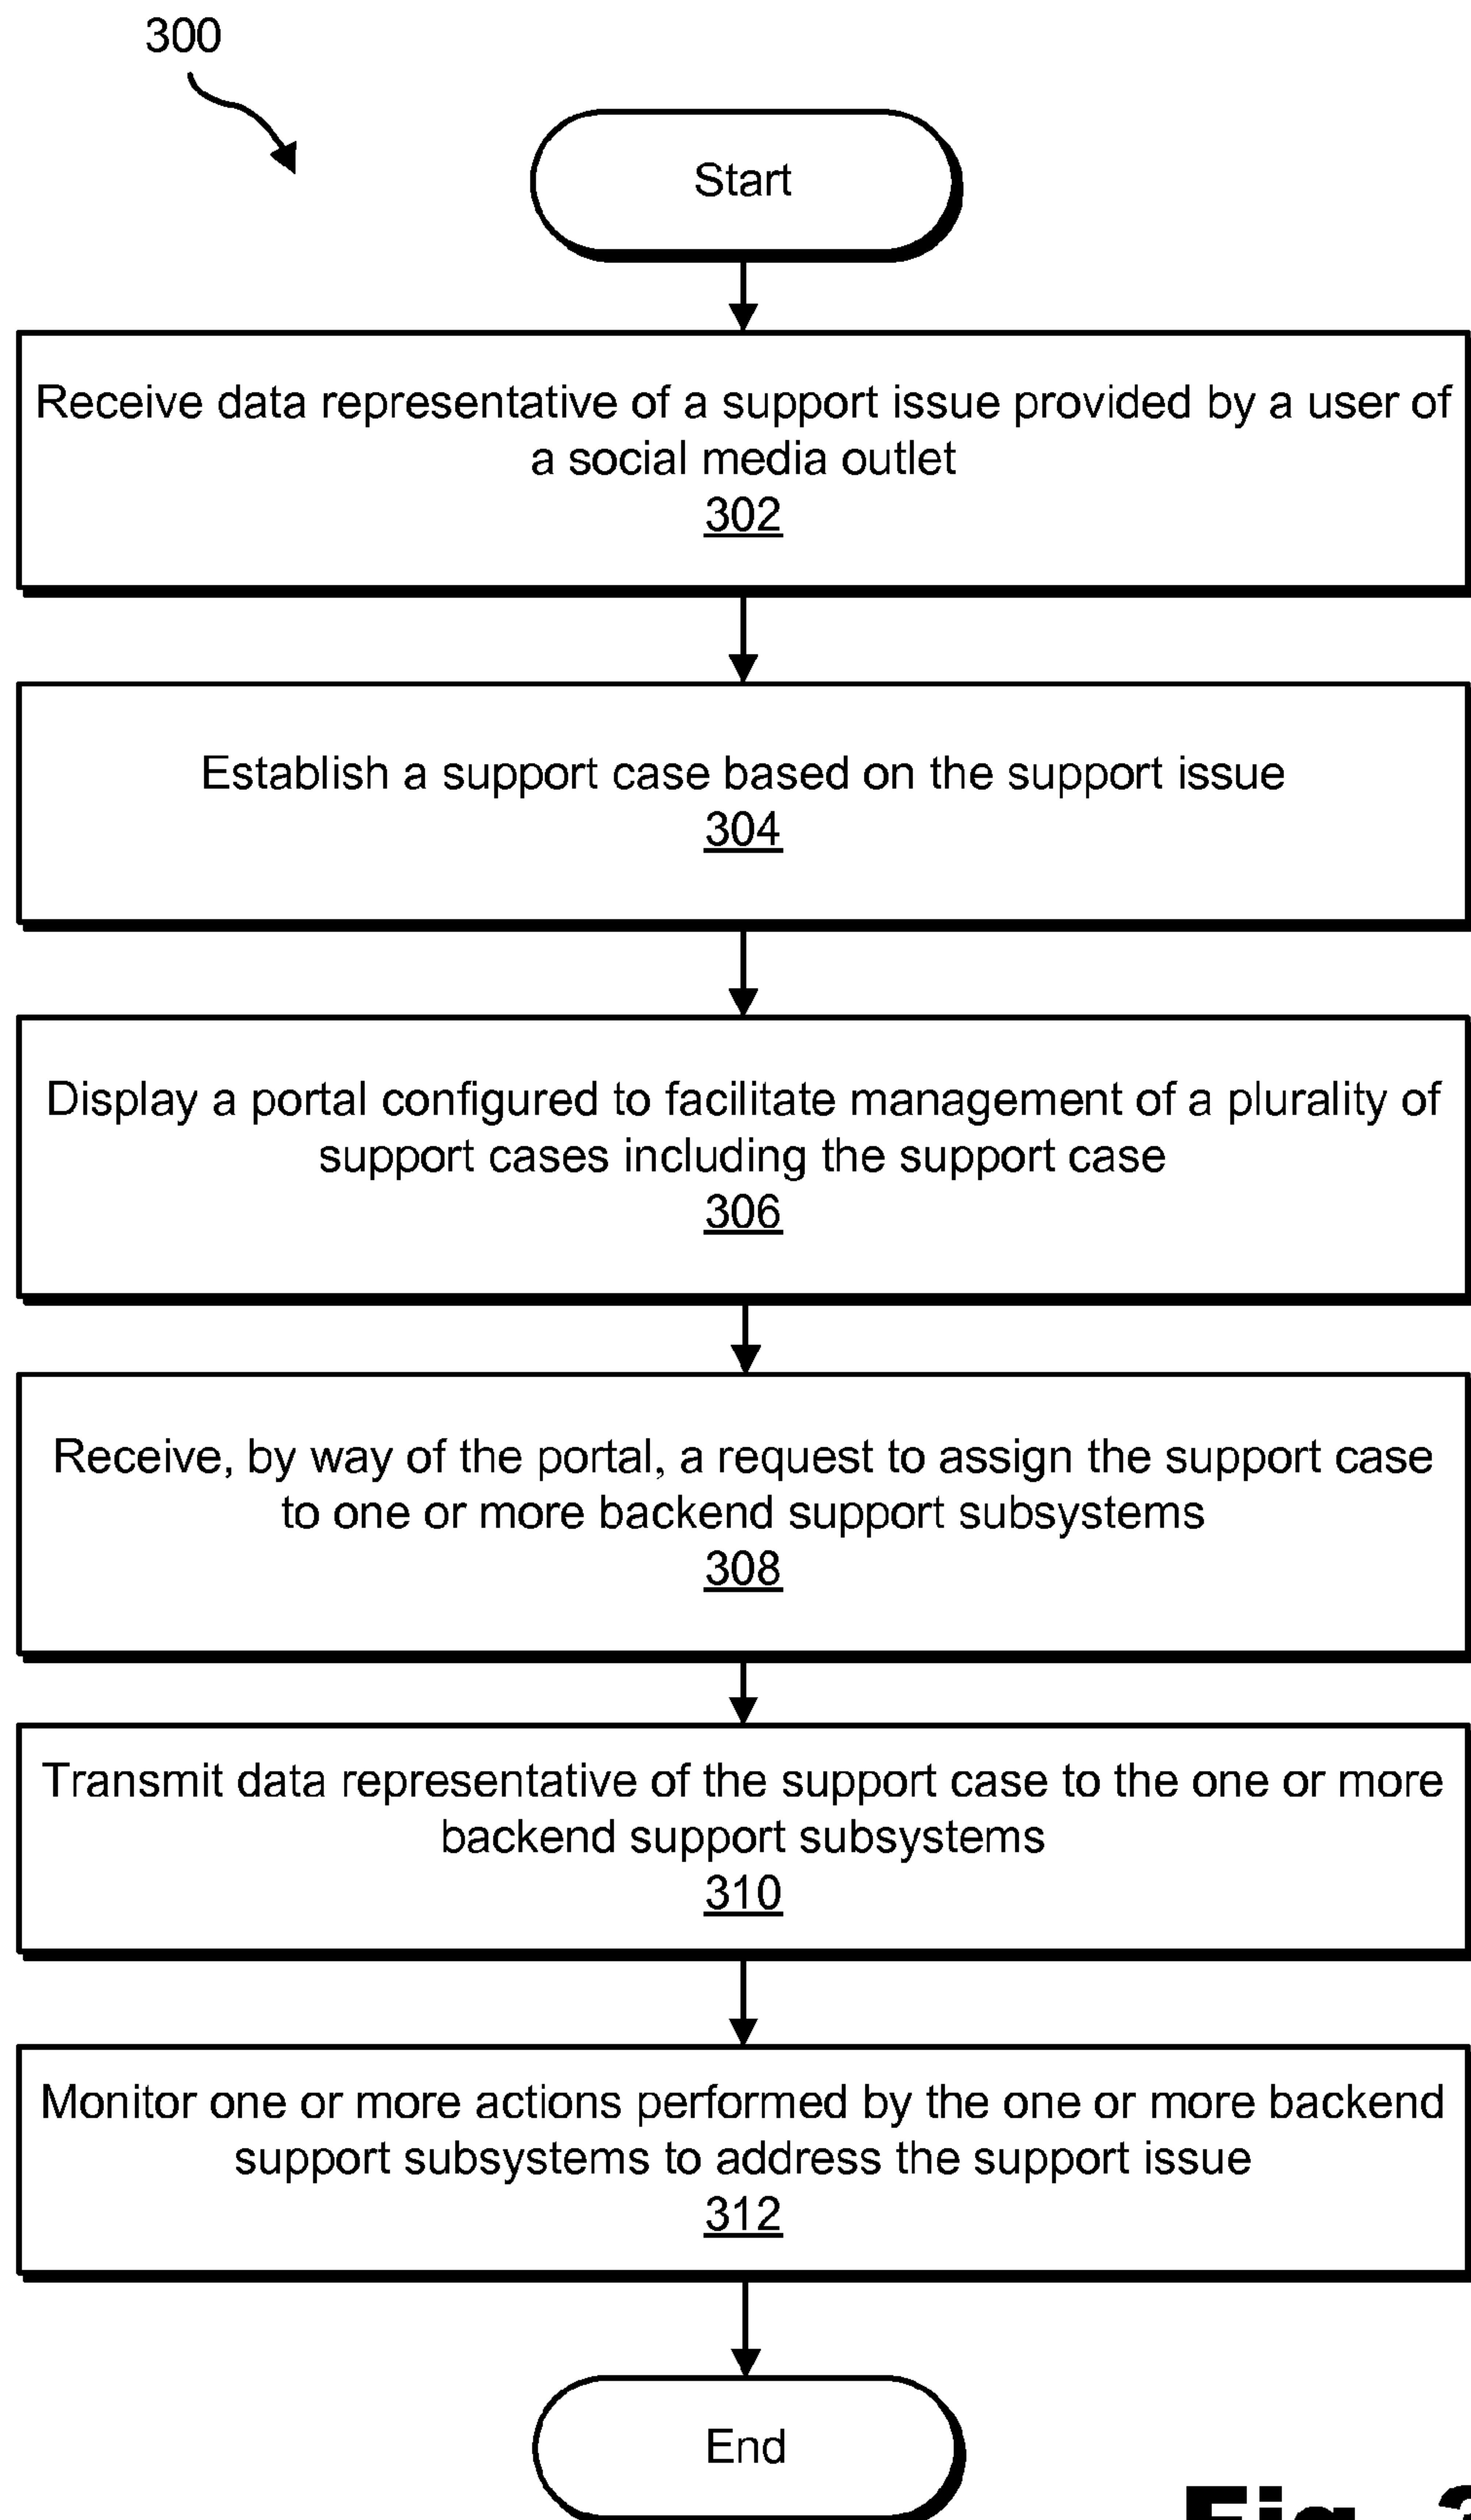 300
Start
Receive data representative of a support issue provided by a user of
a social media outlet
302
Establish a support case based on the support issue
304
Display a portal configured to facilitate management of a plurality of
support cases including the support case
306
Receive, by way of the portal, a request to assign the support case
to one or more backend support subsystems
308
Transmit data representative of the support case to the one or more
backend support subsystems
310
Monitor one or more actions performed by the one or more backend
support subsystems to address the support issue
312
End
Fig.